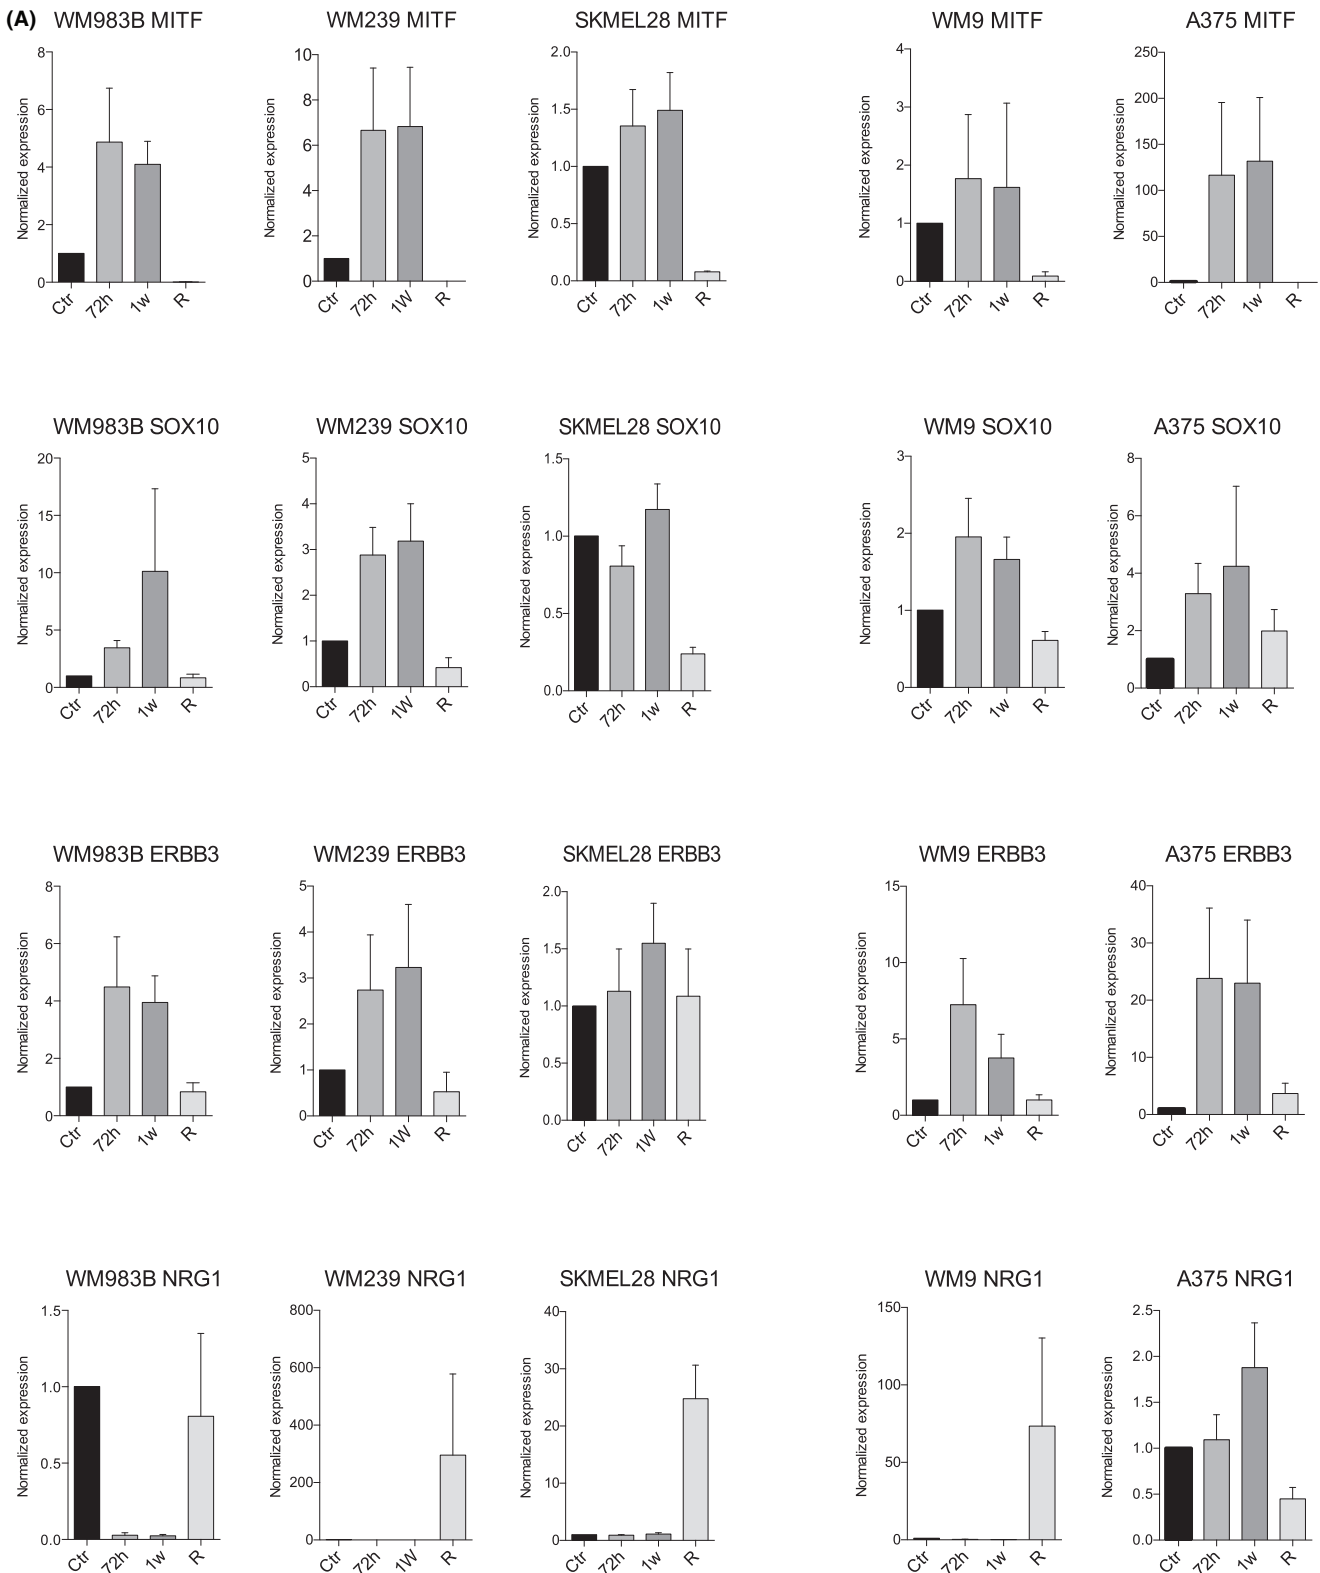 (A) WM983B MITF WM239 MITF SKMEL28 MITF WM9 MITF A375 MITF
Normalized expression
8
6
4
2
0
Ctr 72h 1w R
Normalized expression
10
8
6
4
2
0
Ctr 72h 1W R
Normalized expression
2.0
1.5
1.0
0.5
0.0
Ctr 72h 1w R
Normalized expression
4
3
2
1
0
Ctr 72h 1w R
Normalized expression
250
200
150
100
50
0
Ctr 72h 1w R
WM983B SOX10 WM239 SOX10 SKMEL28 SOX10 WM9 SOX10 A375 SOX10
Normalized expression
20
15
10
5
0
Ctr 72h 1w R
Normalized expression
5
4
3
2
1
0
Ctr 72h 1W R
Normalized expression
1.5
1.0
0.5
0.0
Ctr 72h 1w R
Normalized expression
3
2
1
0
Ctr 72h 1w R
Normalized expression
8
6
4
2
0
Ctr 72h 1w R
WM983B ERBB3 WM239 ERBB3 SKMEL28 ERBB3 WM9 ERBB3 A375 ERBB3
Normalized expression
8
6
4
2
0
Ctr 72h 1w R
Normalized expression
5
4
3
2
1
0
Ctr 72h 1W R
Normalized expression
2.0
1.5
1.0
0.5
0.0
Ctr 72h 1W R
Normalized expression
15
10
5
0
Ctr 72h 1w R
Normanlized expression
40
30
20
10
0
Ctr 72h 1w R
WM983B NRG1 WM239 NRG1 SKMEL28 NRG1 WM9 NRG1 A375 NRG1
Normalized expression
1.5
1.0
0.5
0.0
Ctr 72h 1w R
Normalized expression
800
600
400
200
0
Ctr 72h 1W R
Normalized expression
40
30
20
10
0
Ctr 72h 1w R
Normalized expression
150
100
50
0
Ctr 72h 1w R
Normalized expression
2.5
2.0
1.5
1.0
0.5
0.0
Ctr 72h 1w R